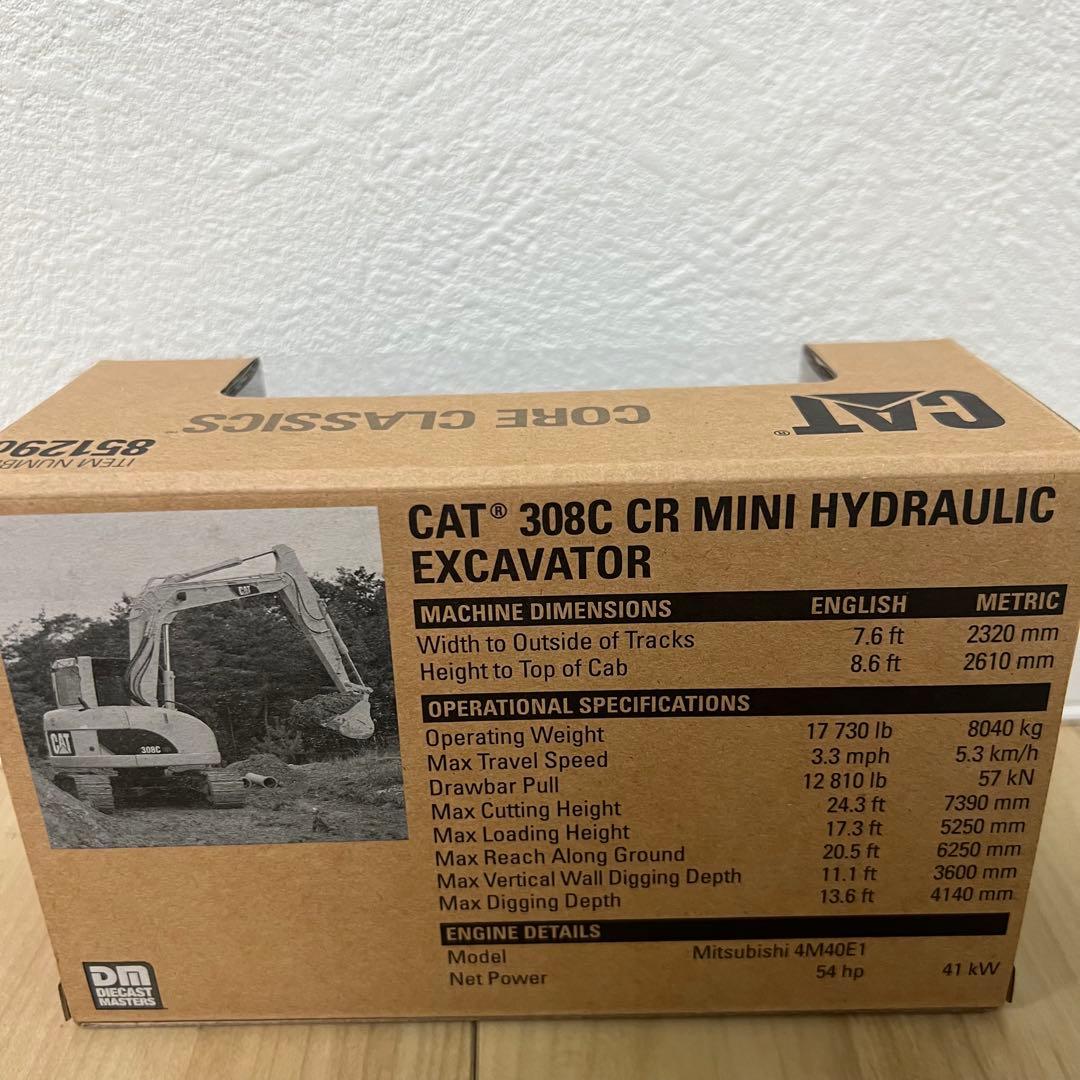 CAT®
CORE CLASSICS™
ITEM
85129
CAT® 308C CR MINI HYDRAULIC
EXCAVATOR
MACHINE DIMENSIONS ENGLISH METRIC
Width to Outside of Tracks 7.6 ft 2320 mm
Height to Top of Cab 8.6 ft 2610 mm
OPERATIONAL SPECIFICATIONS
Operating Weight 17 730 lb 8040 kg
Max Travel Speed 3.3 mph 5.3 km/h
Drawbar Pull 12 810 lb 57 kN
Max Cutting Height 24.3 ft 7390 mm
Max Loading Height 17.3 ft 5250 mm
Max Reach Along Ground 20.5 ft 6250 mm
Max Vertical Wall Digging Depth 11.1 ft 3600 mm
Max Digging Depth 13.6 ft 4140 mm
ENGINE DETAILS
Model Mitsubishi 4M40E1
Net Power 54 hp 41 kW
CAT
CAT
308C
DM
DIECAST
MASTERS